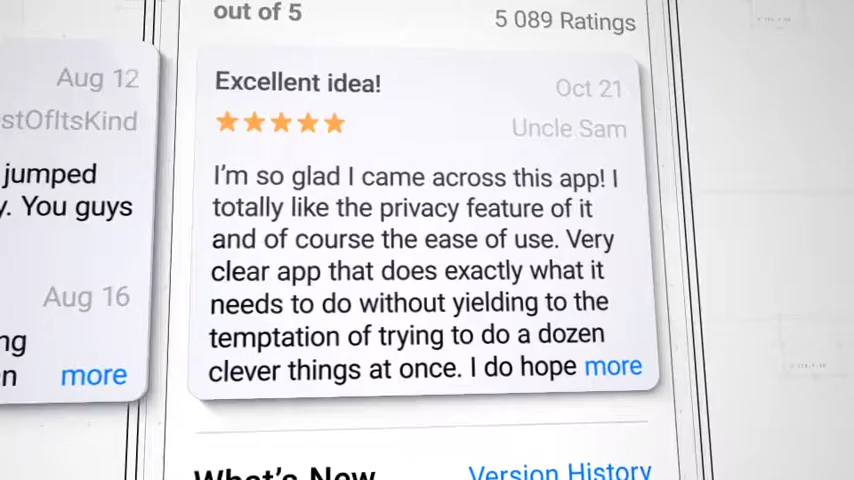 out of 5
5 089 Ratings
Aug 12
stOfItsKind
jumped
y. You guys
Aug 16
ng
n more
Excellent idea!
Oct 21
Uncle Sam
I'm so glad I came across this app! I
totally like the privacy feature of it
and of course the ease of use. Very
clear app that does exactly what it
needs to do without yielding to the
temptation of trying to do a dozen
clever things at once. I do hope more
What's New
Version History